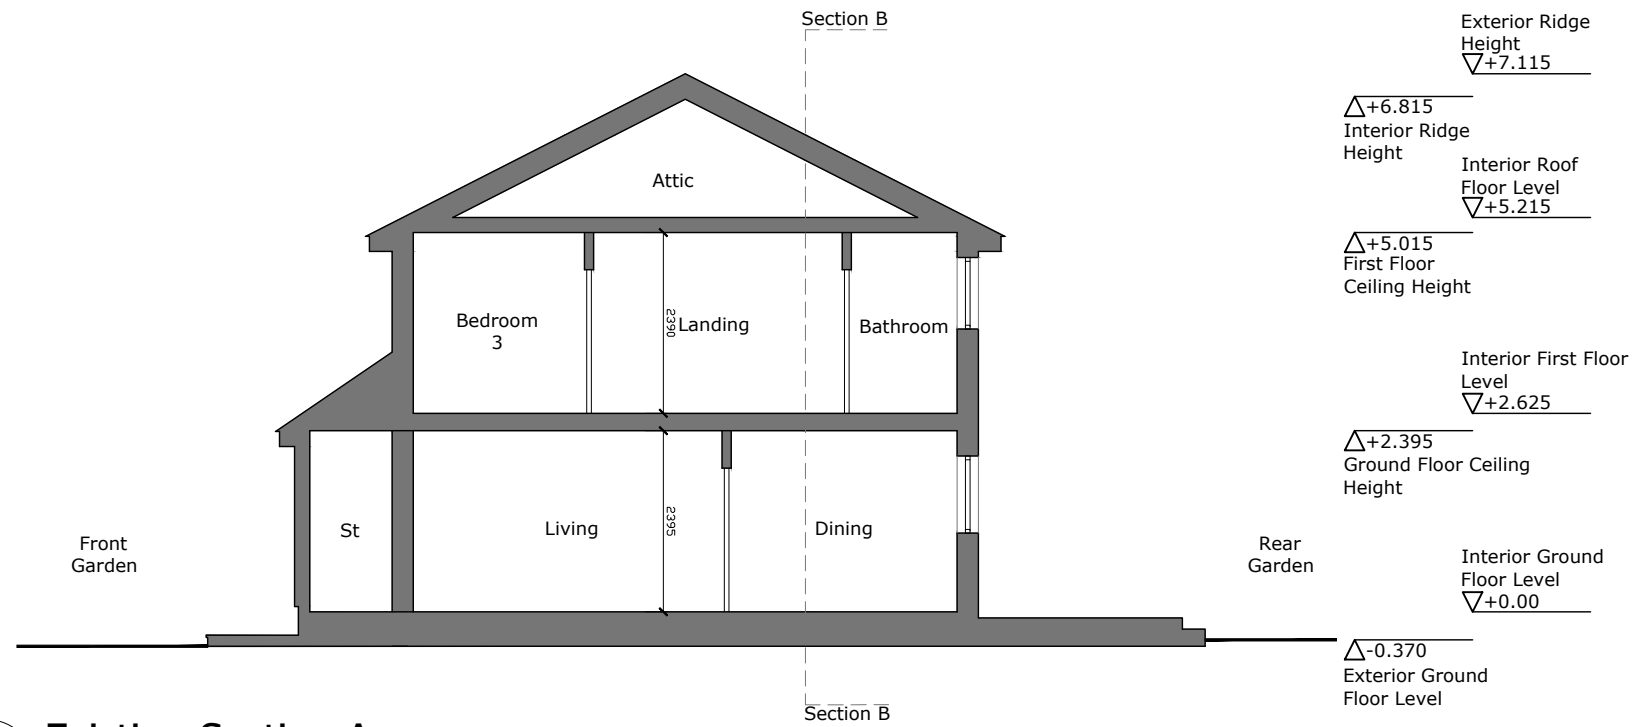 Section B
Exterior Ridge
Height
+7.115
+6.815
Interior Ridge
Height
Interior Roof
Floor Level
+5.215
+5.015
First Floor
Ceiling Height
Attic
Bedroom
3
2390
Landing
Bathroom
Interior First Floor
Level
+2.625
+2.395
Ground Floor Ceiling
Height
St
Living
2395
Dining
Front
Garden
Rear
Garden
Interior Ground
Floor Level
+0.00
-0.370
Exterior Ground
Floor Level
Section B
Existing Section A